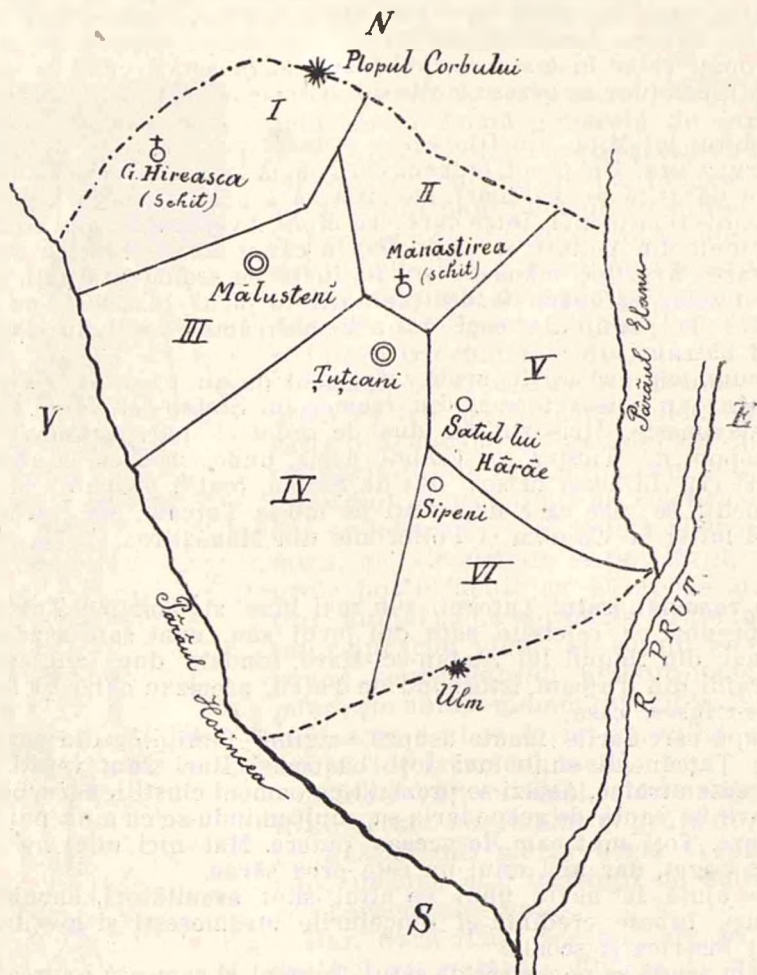 N
Plopul Corbului
I
G. Hireasca
(Schit)
II
Mănăstirea
(schit)
Mălusteni
III
Țuțcani
V
V
E
Pârâul Elanu
Satul lui
Hărăe
IV
Sipeni
VI
Pârâul Horincea
Ulm
R. PRUT
S